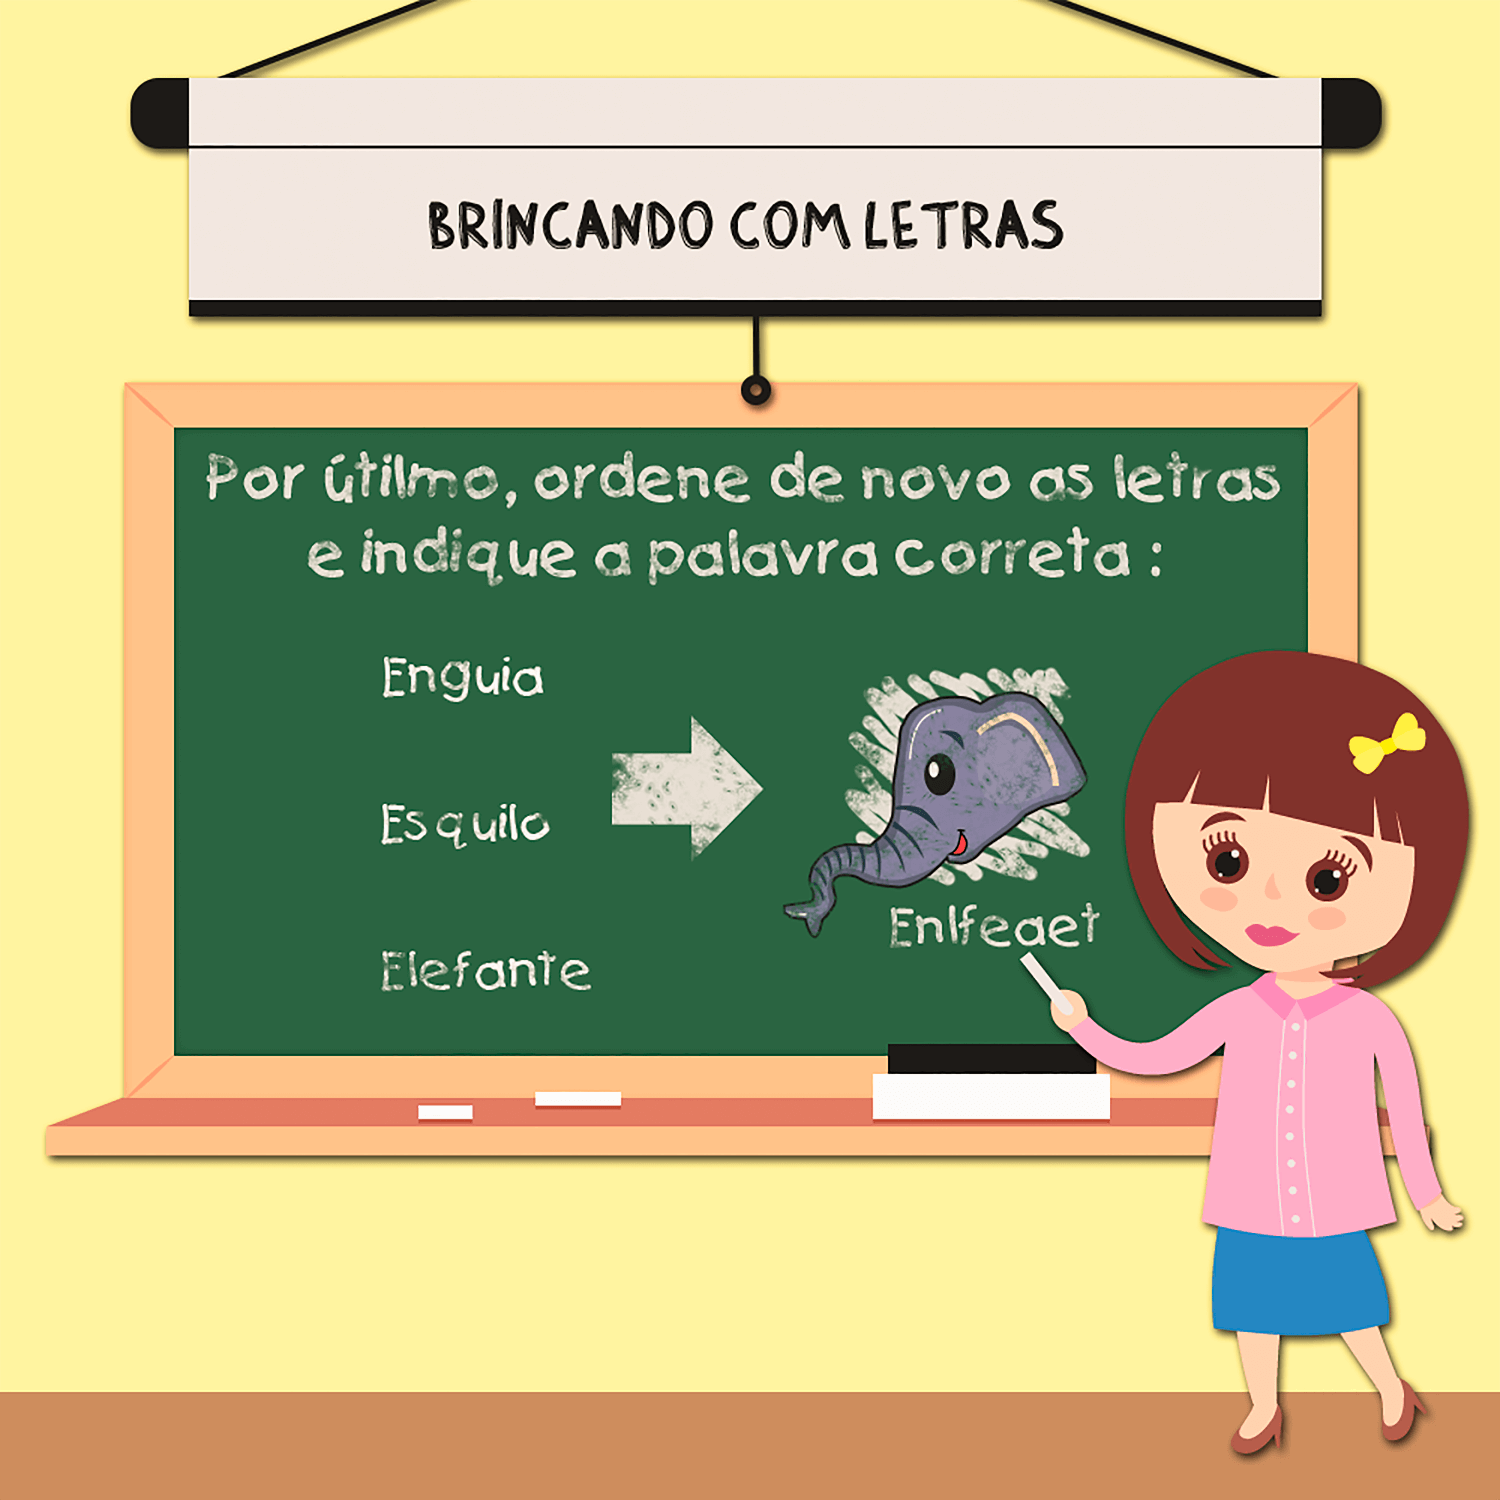 BRINCANDO COM LETRAS
Por útilmo, ordene de novo as letras
e indique a palavra correta :
Enguia
Esquilo
Elefante
Enlfeaet